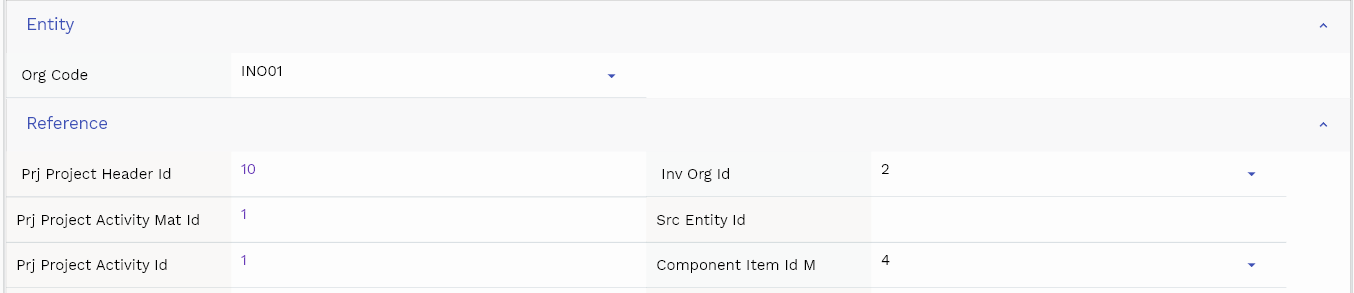 Entity
Org Code INO01
Reference
Prj Project Header Id 10 Inv Org Id 2
Prj Project Activity Mat Id 1 Src Entity Id
Prj Project Activity Id 1 Component Item Id M 4